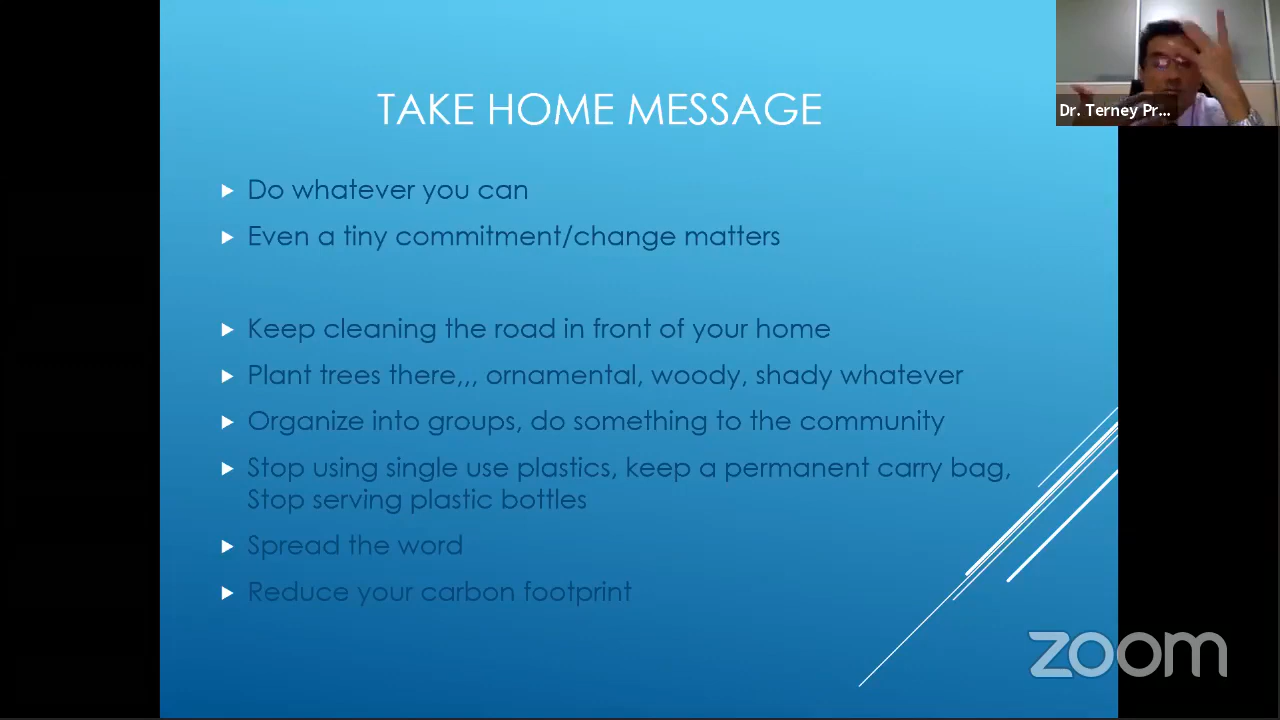 TAKE HOME MESSAGE
Dr. Terney Pr...
Do whatever you can
Even a tiny commitment/change matters
Keep cleaning the road in front of your home
Plant trees there,,, ornamental, woody, shady whatever
Organize into groups, do something to the community
Stop using single use plastics, keep a permanent carry bag,
Stop serving plastic bottles
Spread the word
Reduce your carbon footprint
zoom